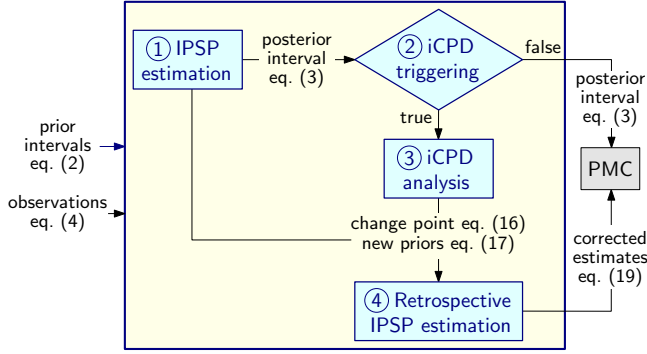 ① IPSP
estimation
posterior
interval
eq. (3)
② iCPD
triggering
false
true
posterior
interval
eq. (3)
prior
intervals
eq. (2)
③ iCPD
analysis
PMC
observations
eq. (4)
change point eq. (16)
new priors eq. (17)
corrected
estimates
eq. (19)
④ Retrospective
IPSP estimation